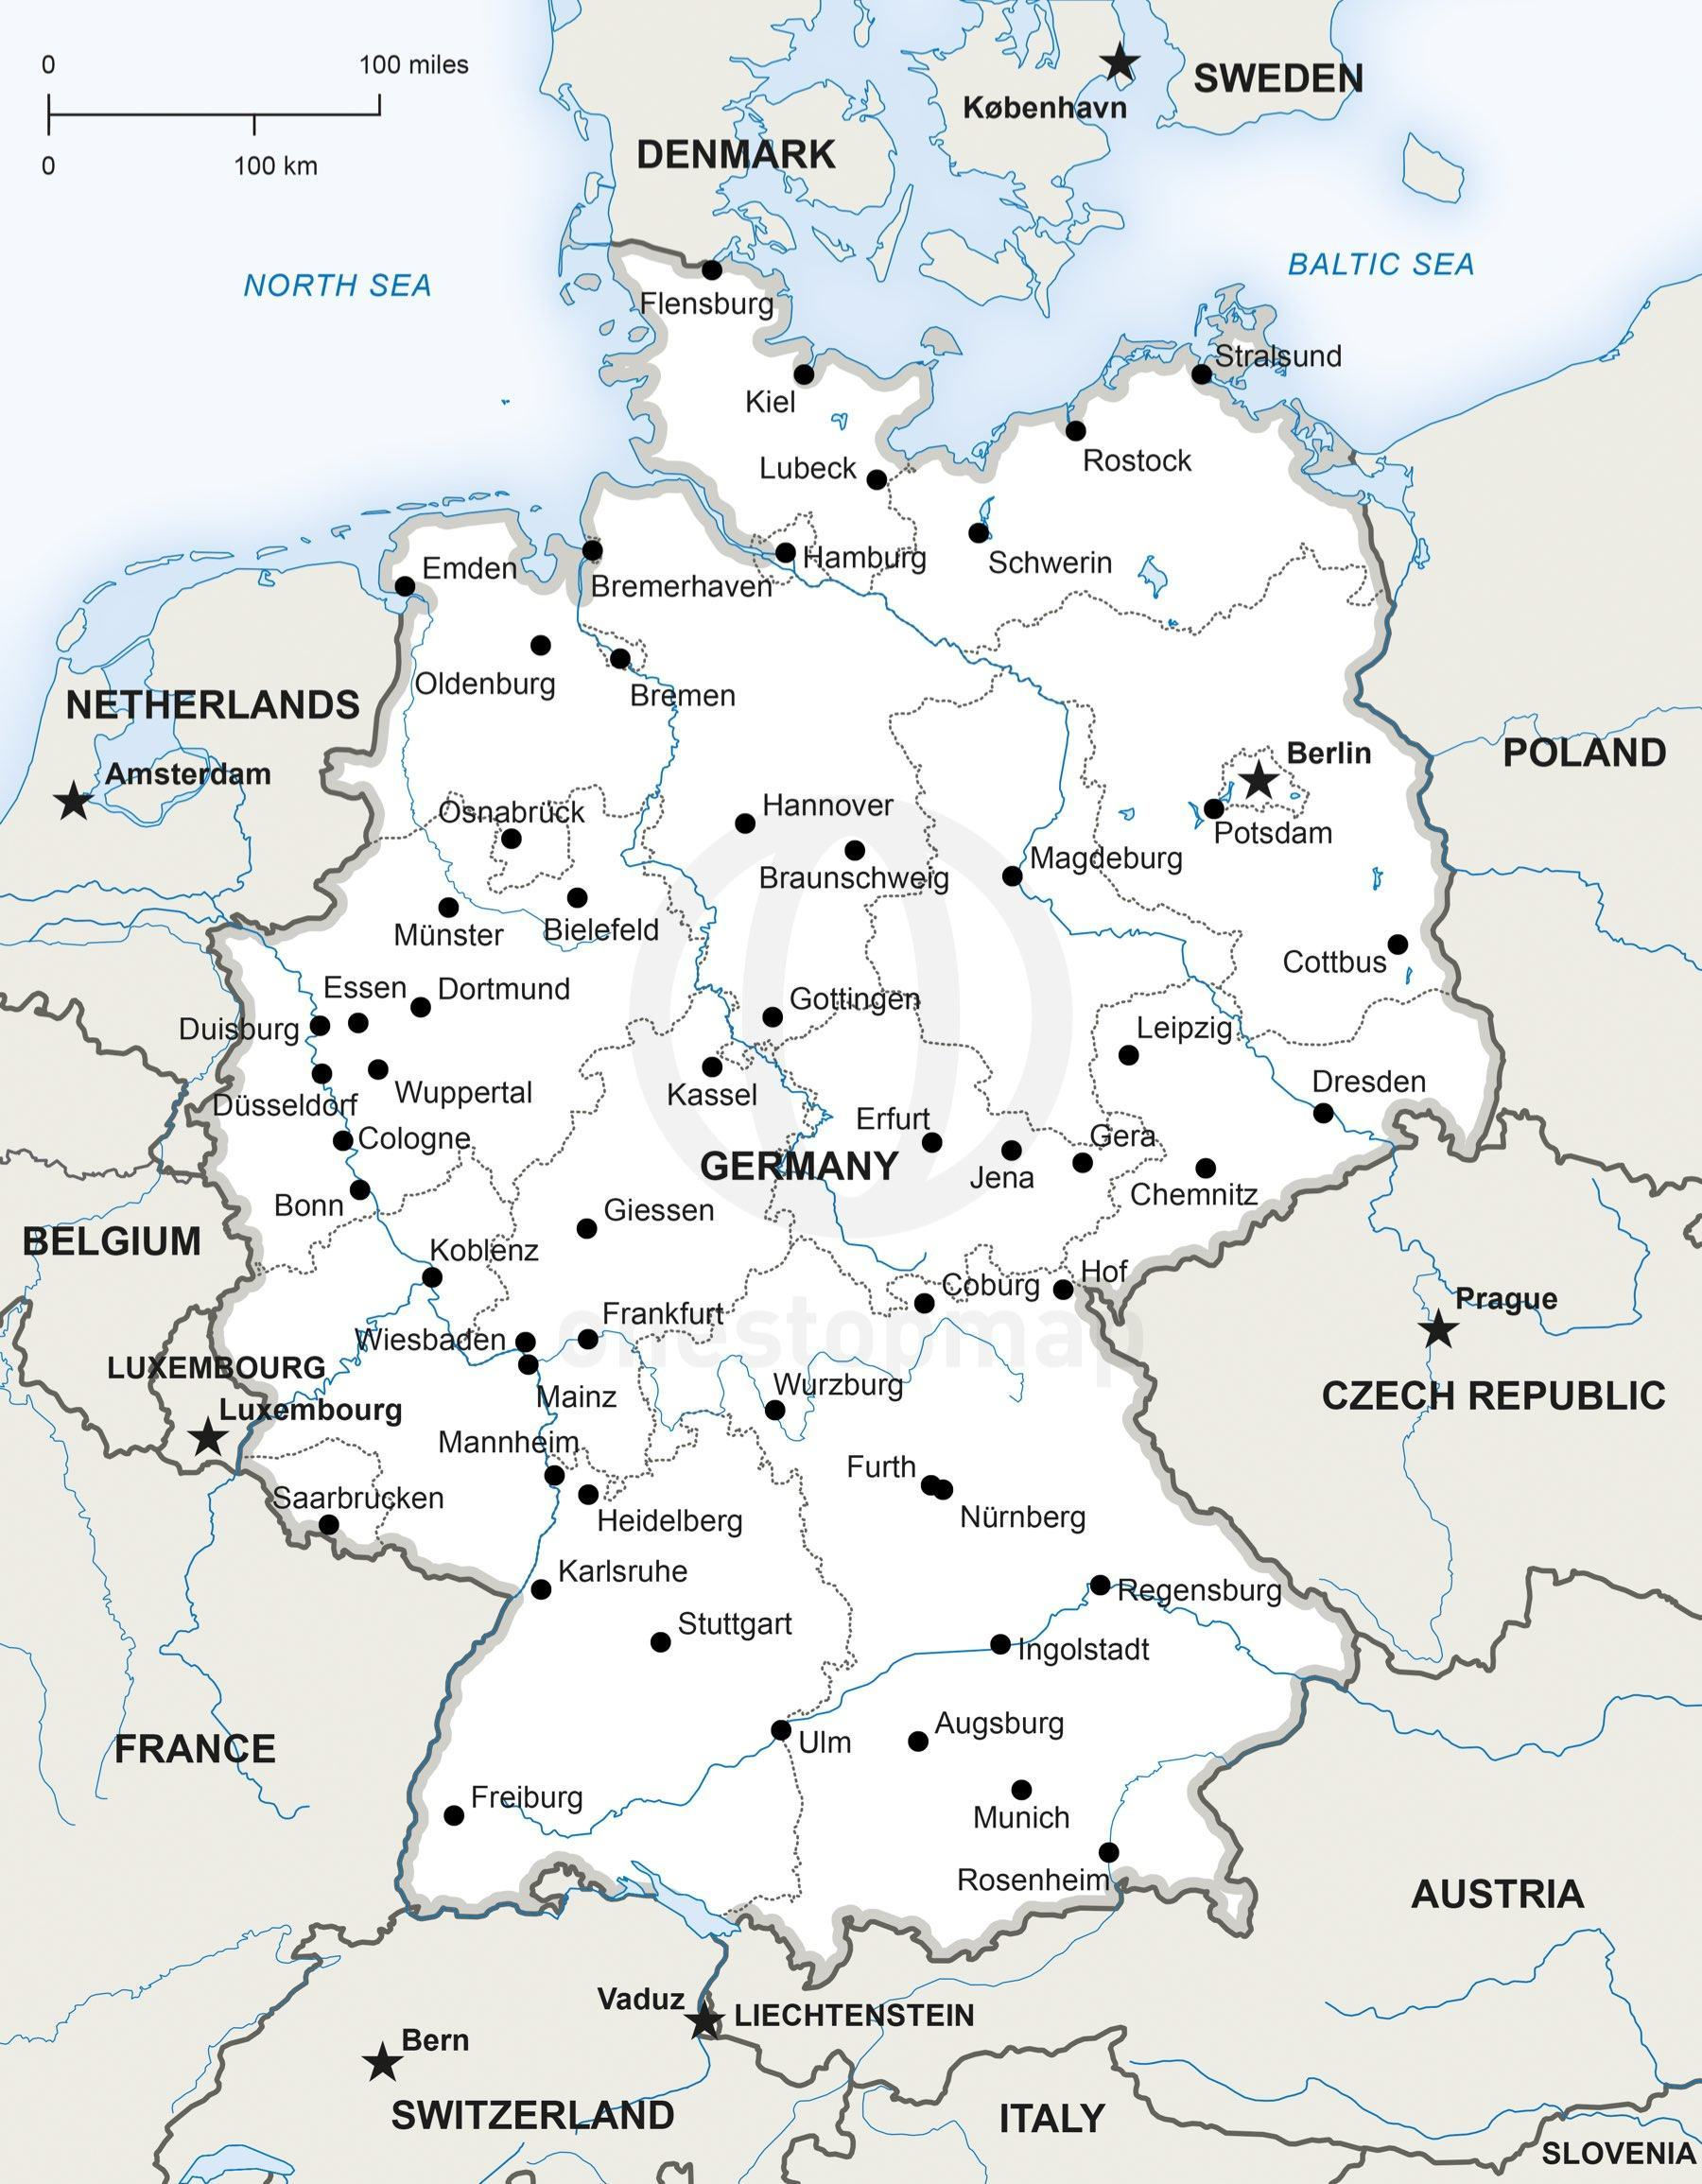 0
100 miles
0
100 km
SWEDEN
København
DENMARK
NORTH SEA
BALTIC SEA
Flensburg
Stralsund
Kiel
Rostock
Lubeck
Schwerin
Hamburg
Emden
Bremerhaven
Oldenburg
Bremen
NETHERLANDS
Amsterdam
Berlin
POLAND
Potsdam
Osnabrück
Hannover
Braunschweig
Magdeburg
Münster
Bielefeld
Cottbus
Essen
Dortmund
Gottingen
Duisburg
Leipzig
Kassel
Wuppertal
Dresden
Düsseldorf
Erfurt
Cologne
Gera
GERMANY
Jena
Chemnitz
Bonn
Giessen
BELGIUM
Koblenz
Coburg
Hof
Prague
Frankfurt
onestopmap
Wiesbaden
LUXEMBOURG
Wurzburg
Mainz
CZECH REPUBLIC
Luxembourg
Mannheim
Furth
Saarbrucken
Heidelberg
Nürnberg
Karlsruhe
Regensburg
Stuttgart
Ingolstadt
Augsburg
Ulm
FRANCE
Freiburg
Munich
Rosenheim
AUSTRIA
Vaduz
LIECHTENSTEIN
Bern
SWITZERLAND
ITALY
SLOVENIA